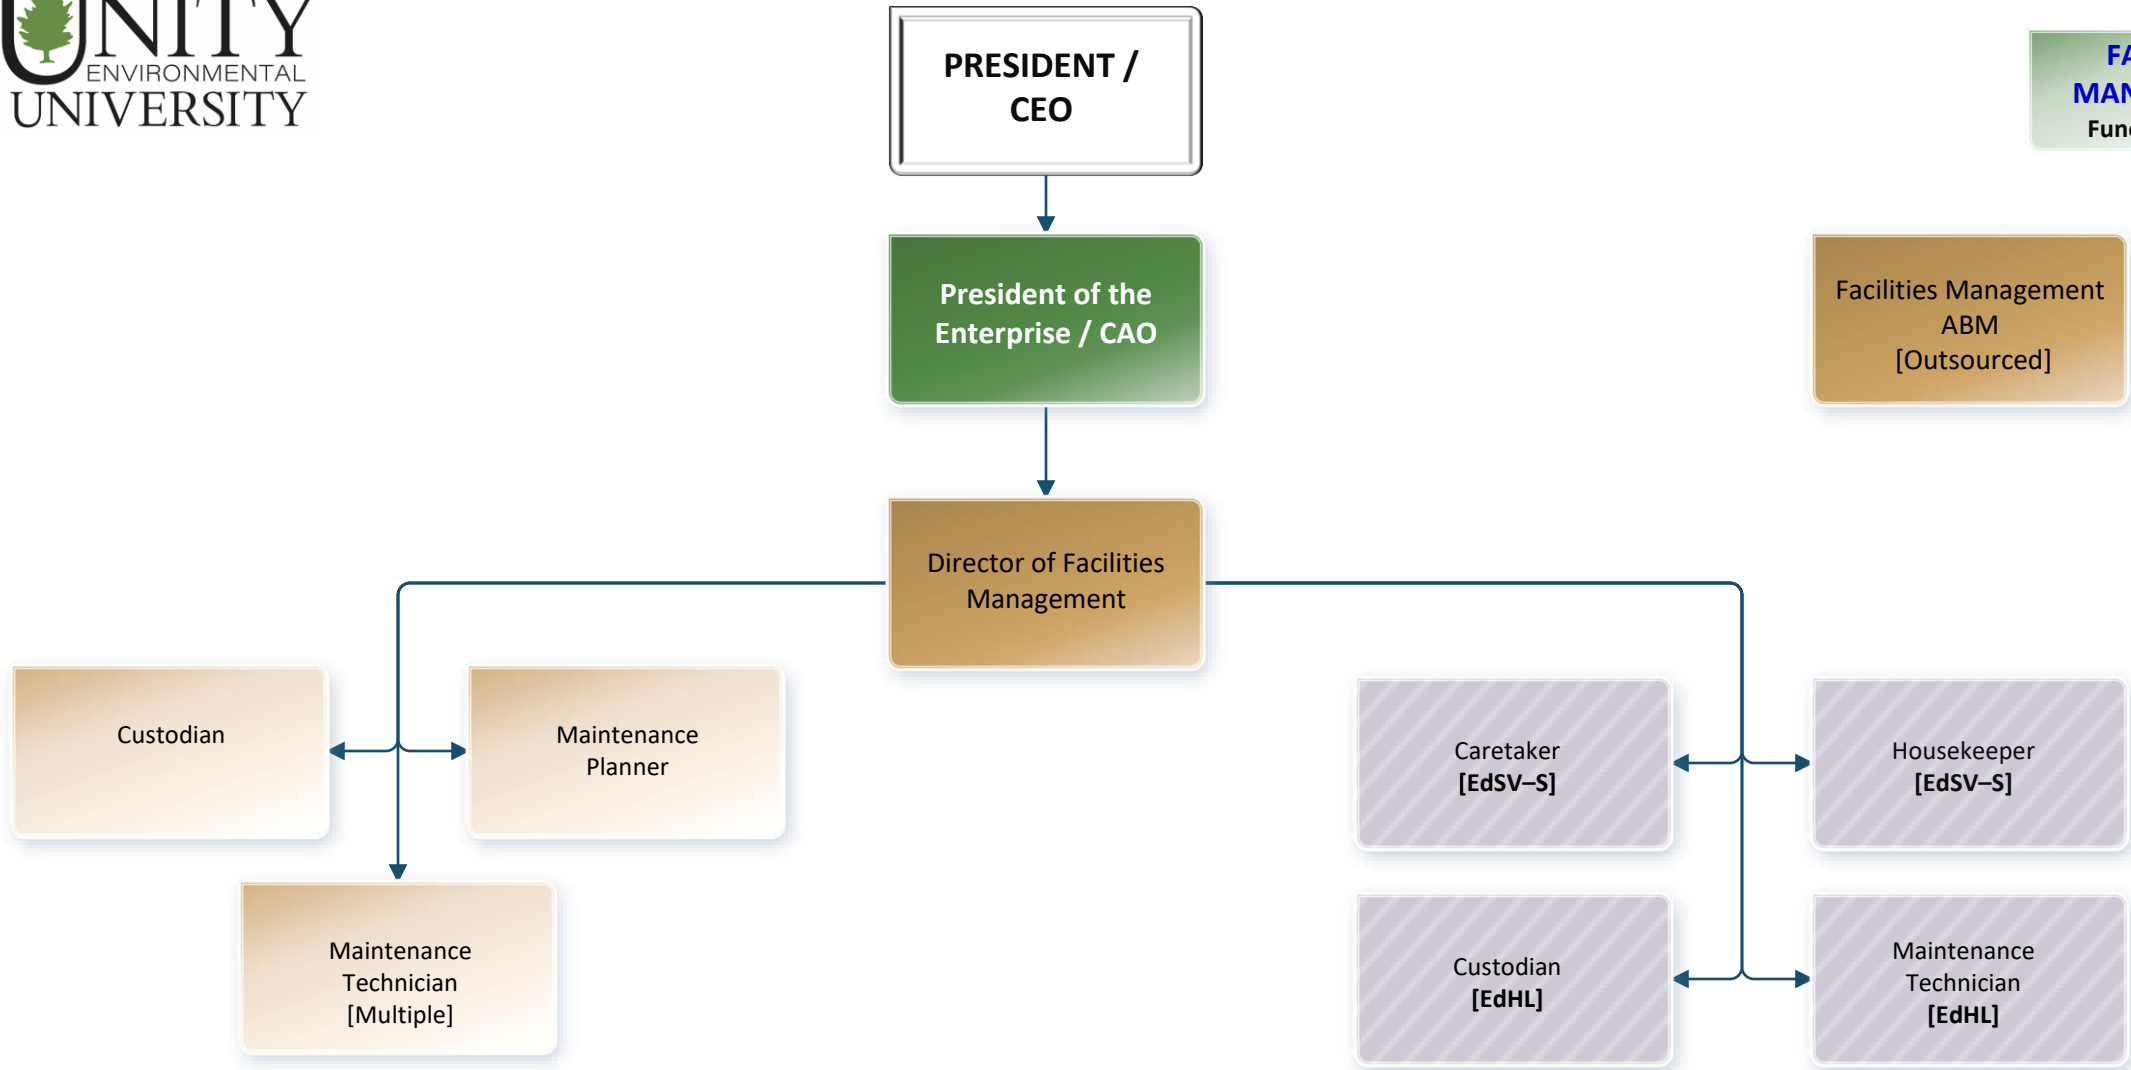 UNITY
ENVIRONMENTAL
UNIVERSITY
PRESIDENT /
CEO
President of the
Enterprise / CAO
Facilities Management
ABM
[Outsourced]
Director of Facilities
Management
Custodian
Maintenance
Planner
Maintenance
Technician
[Multiple]
Caretaker
[EdSV–S]
Housekeeper
[EdSV–S]
Custodian
[EdHL]
Maintenance
Technician
[EdHL]